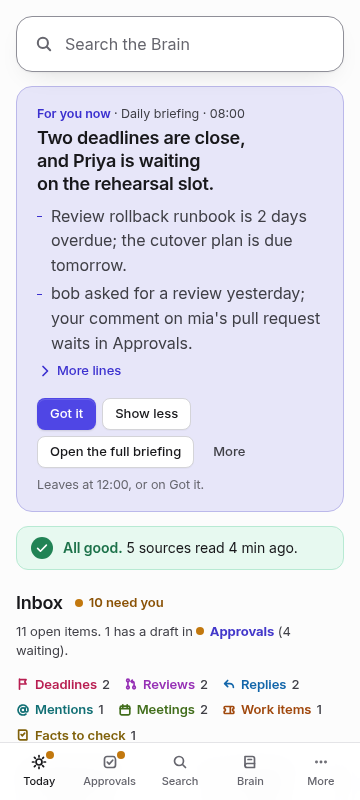 Search the Brain
For you now · Daily briefing · 08:00
Two deadlines are close,
and Priya is waiting
on the rehearsal slot.
– Review rollback runbook is 2 days
overdue; the cutover plan is due
tomorrow.
– bob asked for a review yesterday;
your comment on mia's pull request
waits in Approvals.
More lines
Got it Show less
Open the full briefing More
Leaves at 12:00, or on Got it.
All good. 5 sources read 4 min ago.
Inbox 10 need you
11 open items. 1 has a draft in Approvals (4
waiting).
Deadlines 2 Reviews 2 Replies 2
Mentions 1 Meetings 2 Work items 1
Facts to check 1
Today Approvals Search Brain More